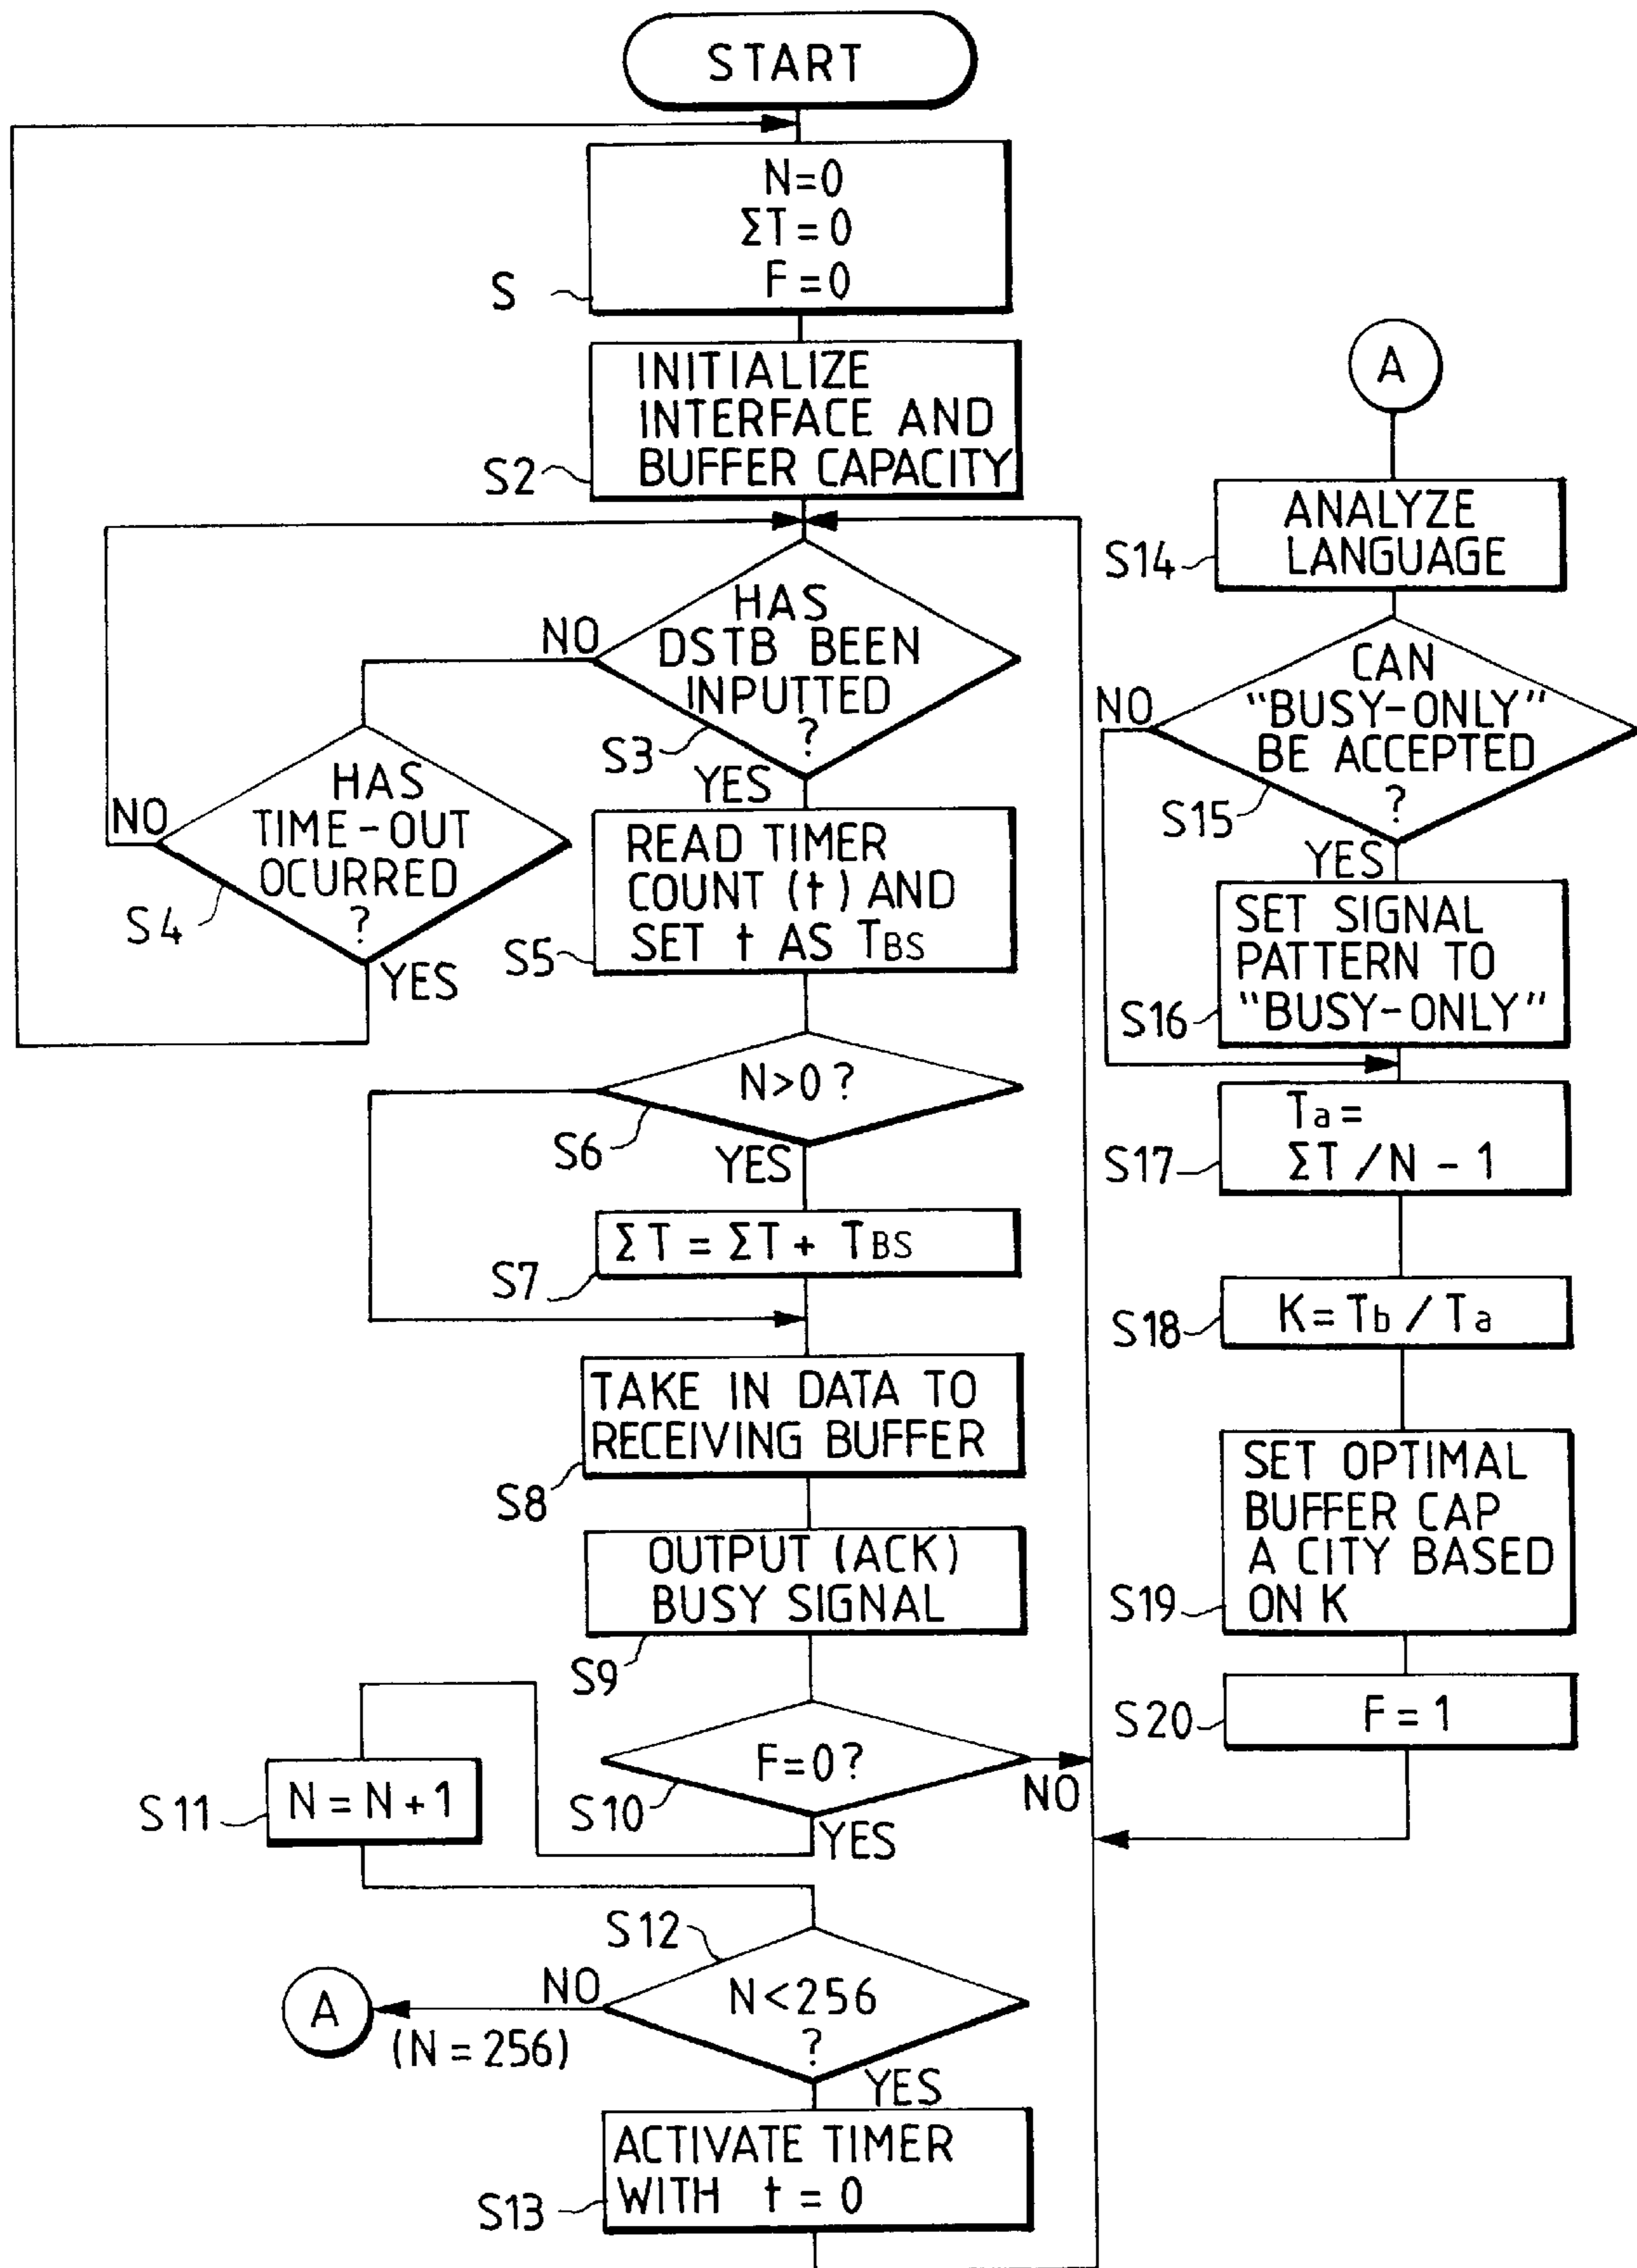 START
N=0
ΣT=0
F=0
S
INITIALIZE
INTERFACE AND
BUFFER CAPACITY
S2
HAS
DSTB BEEN
INPUTTED
?
NO
S3
YES
HAS
TIME-OUT
OCURRED
?
NO
S4
YES
READ TIMER
COUNT (t) AND
SET t AS TBS
S5
N>0?
S6
YES
ΣT = ΣT + TBS
S7
TAKE IN DATA TO
RECEIVING BUFFER
S8
OUTPUT (ACK)
BUSY SIGNAL
S9
F=0?
S10
NO
YES
N=N+1
S11
S12
N<256
?
NO
A
(N=256)
YES
ACTIVATE TIMER
WITH t=0
S13
A
ANALYZE
LANGUAGE
S14
CAN
"BUSY-ONLY"
BE ACCEPTED
?
NO
S15
YES
SET SIGNAL
PATTERN TO
"BUSY-ONLY"
S16
Ta=
ΣT/N-1
S17
K=Tb/Ta
S18
SET OPTIMAL
BUFFER CAP
A CITY BASED
ON K
S19
F=1
S20